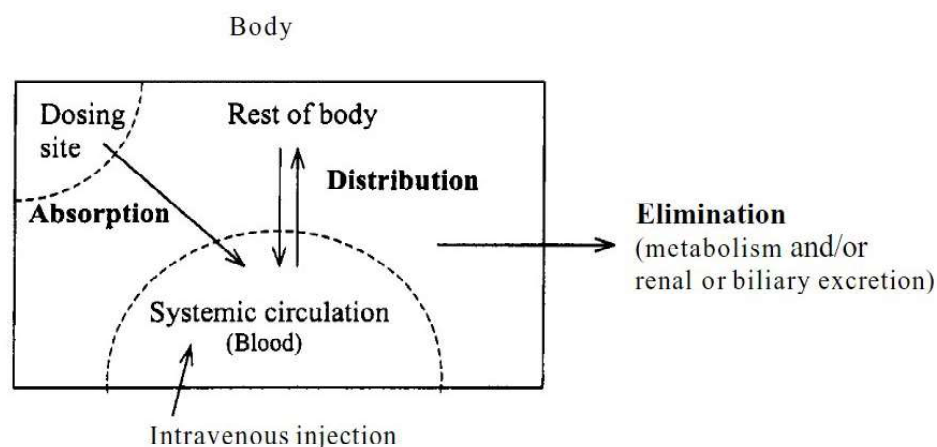 Body
Dosing
site
Rest of body
Distribution
Absorption
Elimination
(metabolism and/or
renal or biliary excretion)
Systemic circulation
(Blood)
Intravenous injection